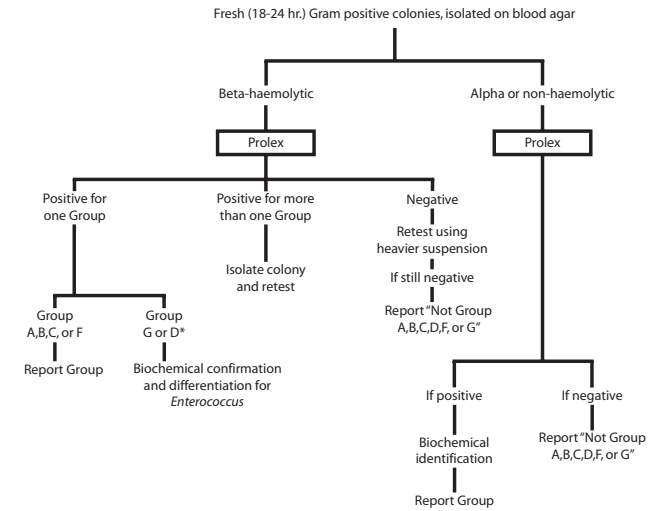 Fresh (18-24 hr.) Gram positive colonies, isolated on blood agar
Beta-haemolytic
Alpha or non-haemolytic
Prolex
Prolex
Positive for
one Group
Positive for more
than one Group
Negative
Retest using
heavier suspension
Isolate colony
and retest
If still negative
Report “Not Group
A,B,C,D,F, or G”
Group
A,B,C, or F
Group
G or D*
Report Group
Biochemical confirmation
and differentiation for
Enterococcus
If positive
If negative
Biochemical
identification
Report “Not Group
A,B,C,D,F, or G”
Report Group